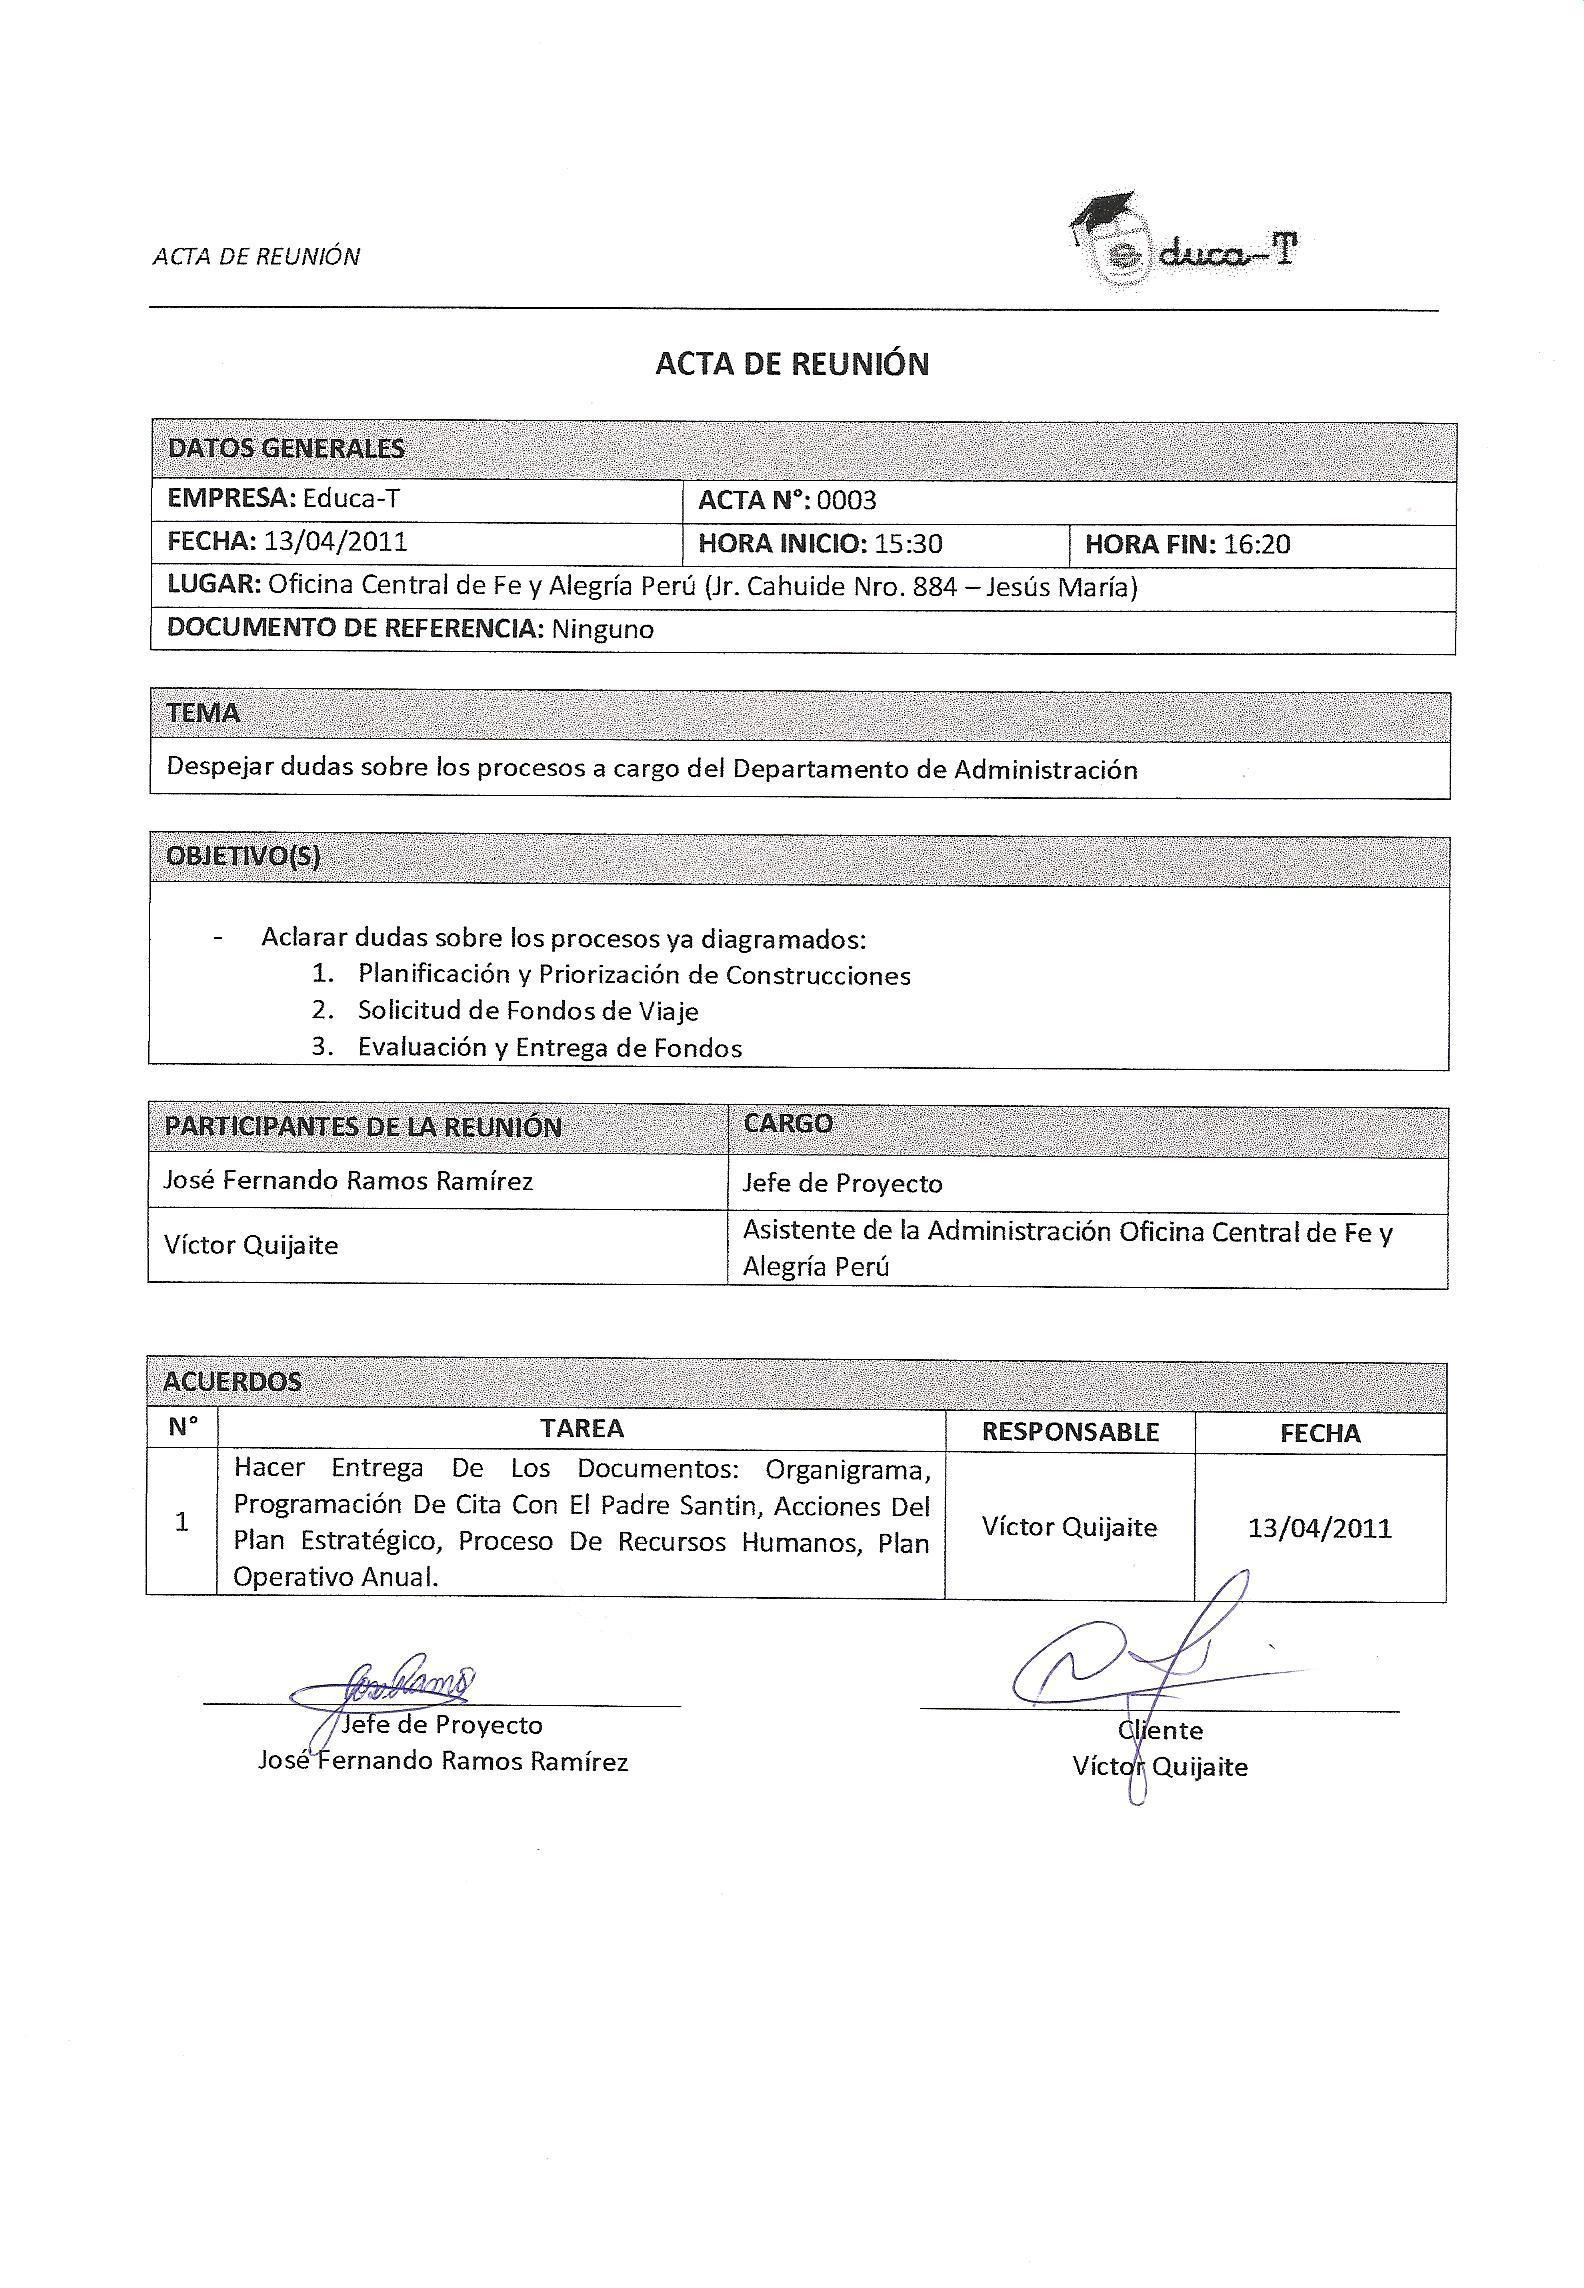 ACTA DE REUNIÓN
educa-T
ACTA DE REUNIÓN
DATOS GENERALES
EMPRESA: Educa-T
ACTA N°: 0003
FECHA: 13/04/2011
HORA INICIO: 15:30
HORA FIN: 16:20
LUGAR: Oficina Central de Fe y Alegría Perú (Jr. Cahuide Nro. 884 – Jesús María)
DOCUMENTO DE REFERENCIA: Ninguno
TEMA
Despejar dudas sobre los procesos a cargo del Departamento de Administración
OBJETIVO(S)
- Aclarar dudas sobre los procesos ya diagramados:
1. Planificación y Priorización de Construcciones
2. Solicitud de Fondos de Viaje
3. Evaluación y Entrega de Fondos
PARTICIPANTES DE LA REUNIÓN
CARGO
José Fernando Ramos Ramírez
Jefe de Proyecto
Víctor Quijaite
Asistente de la Administración Oficina Central de Fe y
Alegría Perú
ACUERDOS
N°
TAREA
RESPONSABLE
FECHA
1
Hacer Entrega De Los Documentos: Organigrama,
Programación De Cita Con El Padre Santin, Acciones Del
Plan Estratégico, Proceso De Recursos Humanos, Plan
Operativo Anual.
Víctor Quijaite
13/04/2011
José Ramos
Jefe de Proyecto
José Fernando Ramos Ramírez
Cliente
Víctor Quijaite